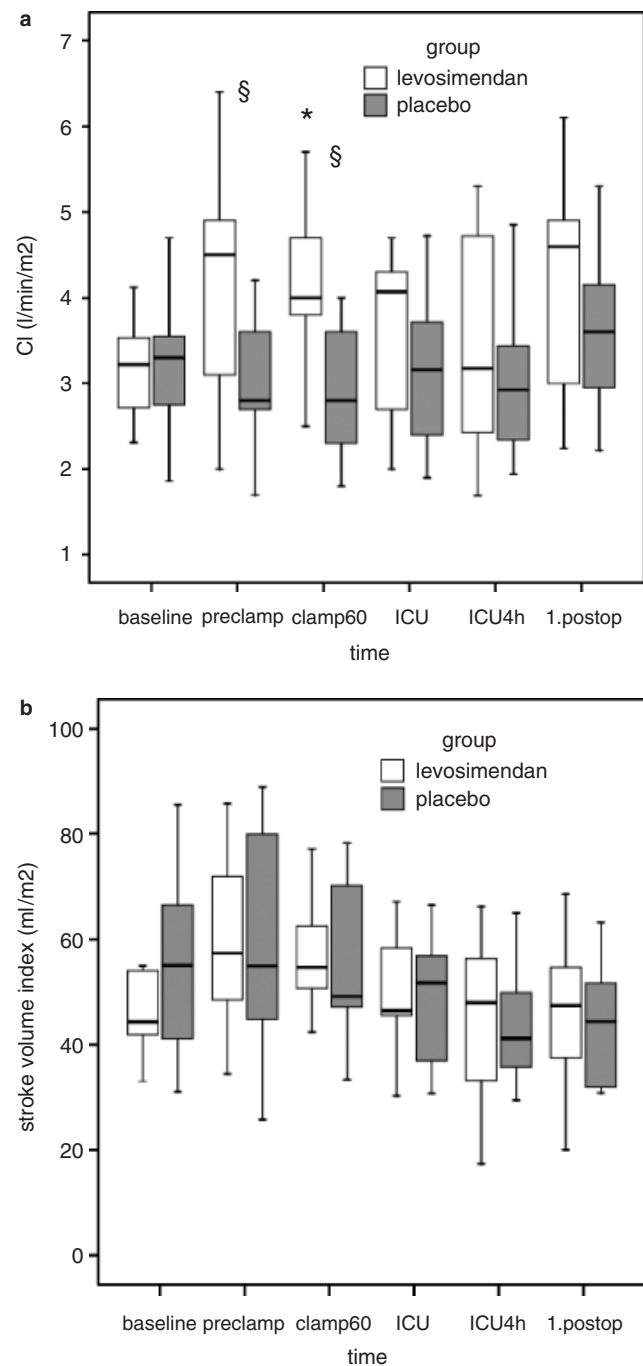 a
7
6
5
4
3
2
1
CI (l/min/m2)
group
levosimendan
placebo
§
*
§
baseline preclamp clamp60 ICU ICU4h 1.postop
time
b
100
80
60
40
20
0
stroke volume index (ml/m2)
group
levosimendan
placebo
baseline preclamp clamp60 ICU ICU4h 1.postop
time